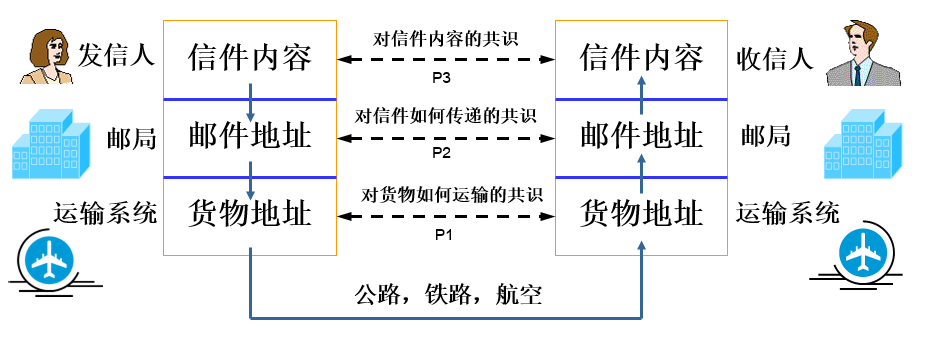 发信人
信件内容
对信件内容的共识
P3
信件内容
收信人
邮局
邮件地址
对信件如何传递的共识
P2
邮件地址
邮局
运输系统
货物地址
对货物如何运输的共识
P1
货物地址
运输系统
公路，铁路，航空